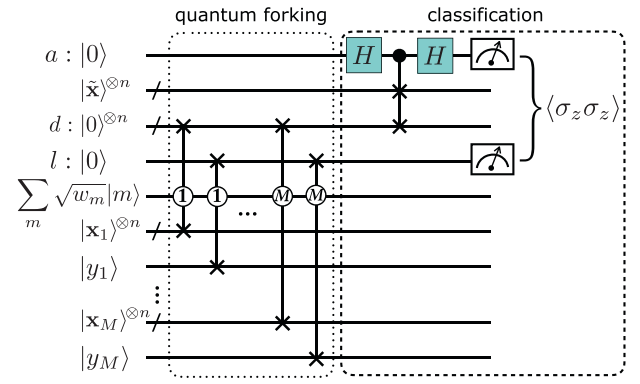 quantum forking classification
a : |0⟩ H H
|x̃⟩^⊗n
d : |0⟩^⊗n ⟨σ_z σ_z⟩
l : |0⟩
∑_m √w_m |m⟩ 1 1 ... M M
|x_1⟩^⊗n
|y_1⟩
⋮
|x_M⟩^⊗n
|y_M⟩